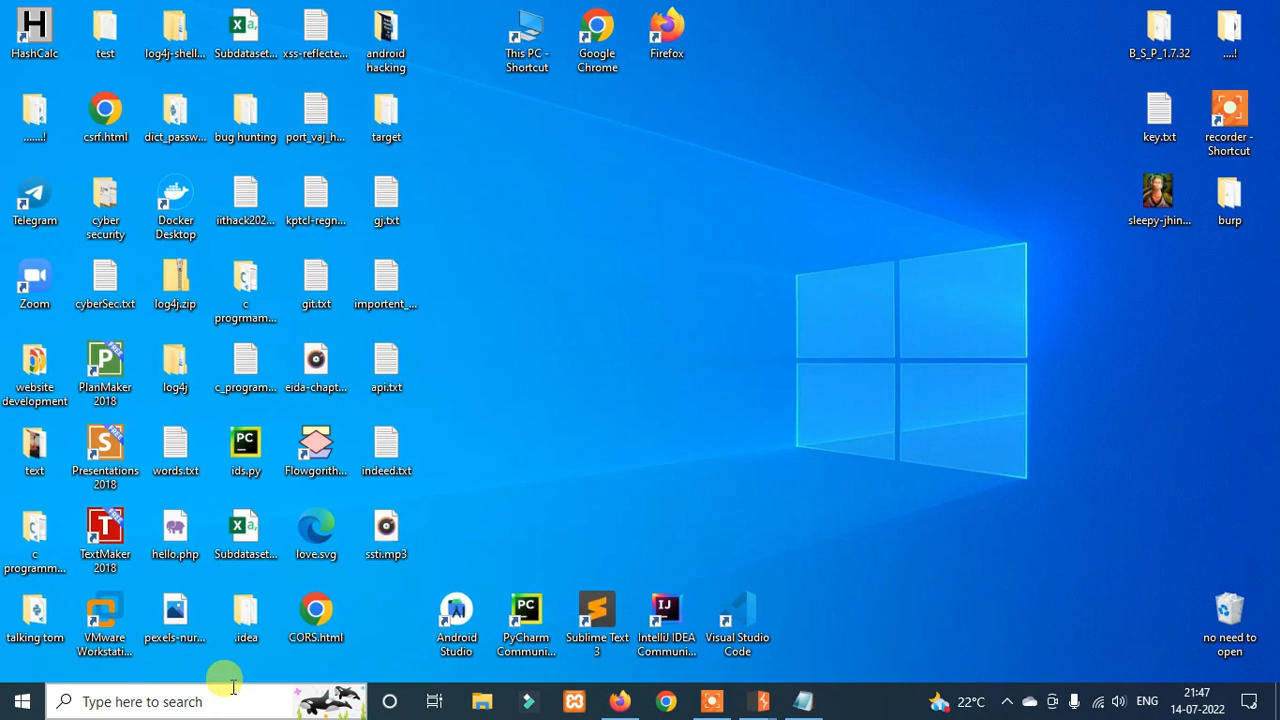 HashCalc
test
log4j-shell...
Subdataset...
xss-reflecte...
android
hacking
This PC -
Shortcut
Google
Chrome
Firefox
B_S_P_1.7.32
....!
.......!
csrf.html
dict_passw...
bug hunting
port_vaj_h...
target
key.txt
recorder -
Shortcut
Telegram
cyber
security
Docker
Desktop
iithack202...
kptcl-regn...
gj.txt
sleepy-jhin...
burp
Zoom
cyberSec.txt
log4j.zip
c
progrmam...
git.txt
importent_...
website
development
PlanMaker
2018
log4j
c_program...
eida-chapt...
api.txt
text
Presentations
2018
words.txt
ids.py
Flowgorith...
indeed.txt
c
programm...
TextMaker
2018
hello.php
Subdataset...
love.svg
ssti.mp3
talking tom
VMware
Workstati...
pexels-nur...
.idea
CORS.html
Android
Studio
PyCharm
Communi...
Sublime Text
3
IntelliJ IDEA
Communi...
Visual Studio
Code
no need to
open
Type here to search
22°C
ENG
21:47
14-07-2022